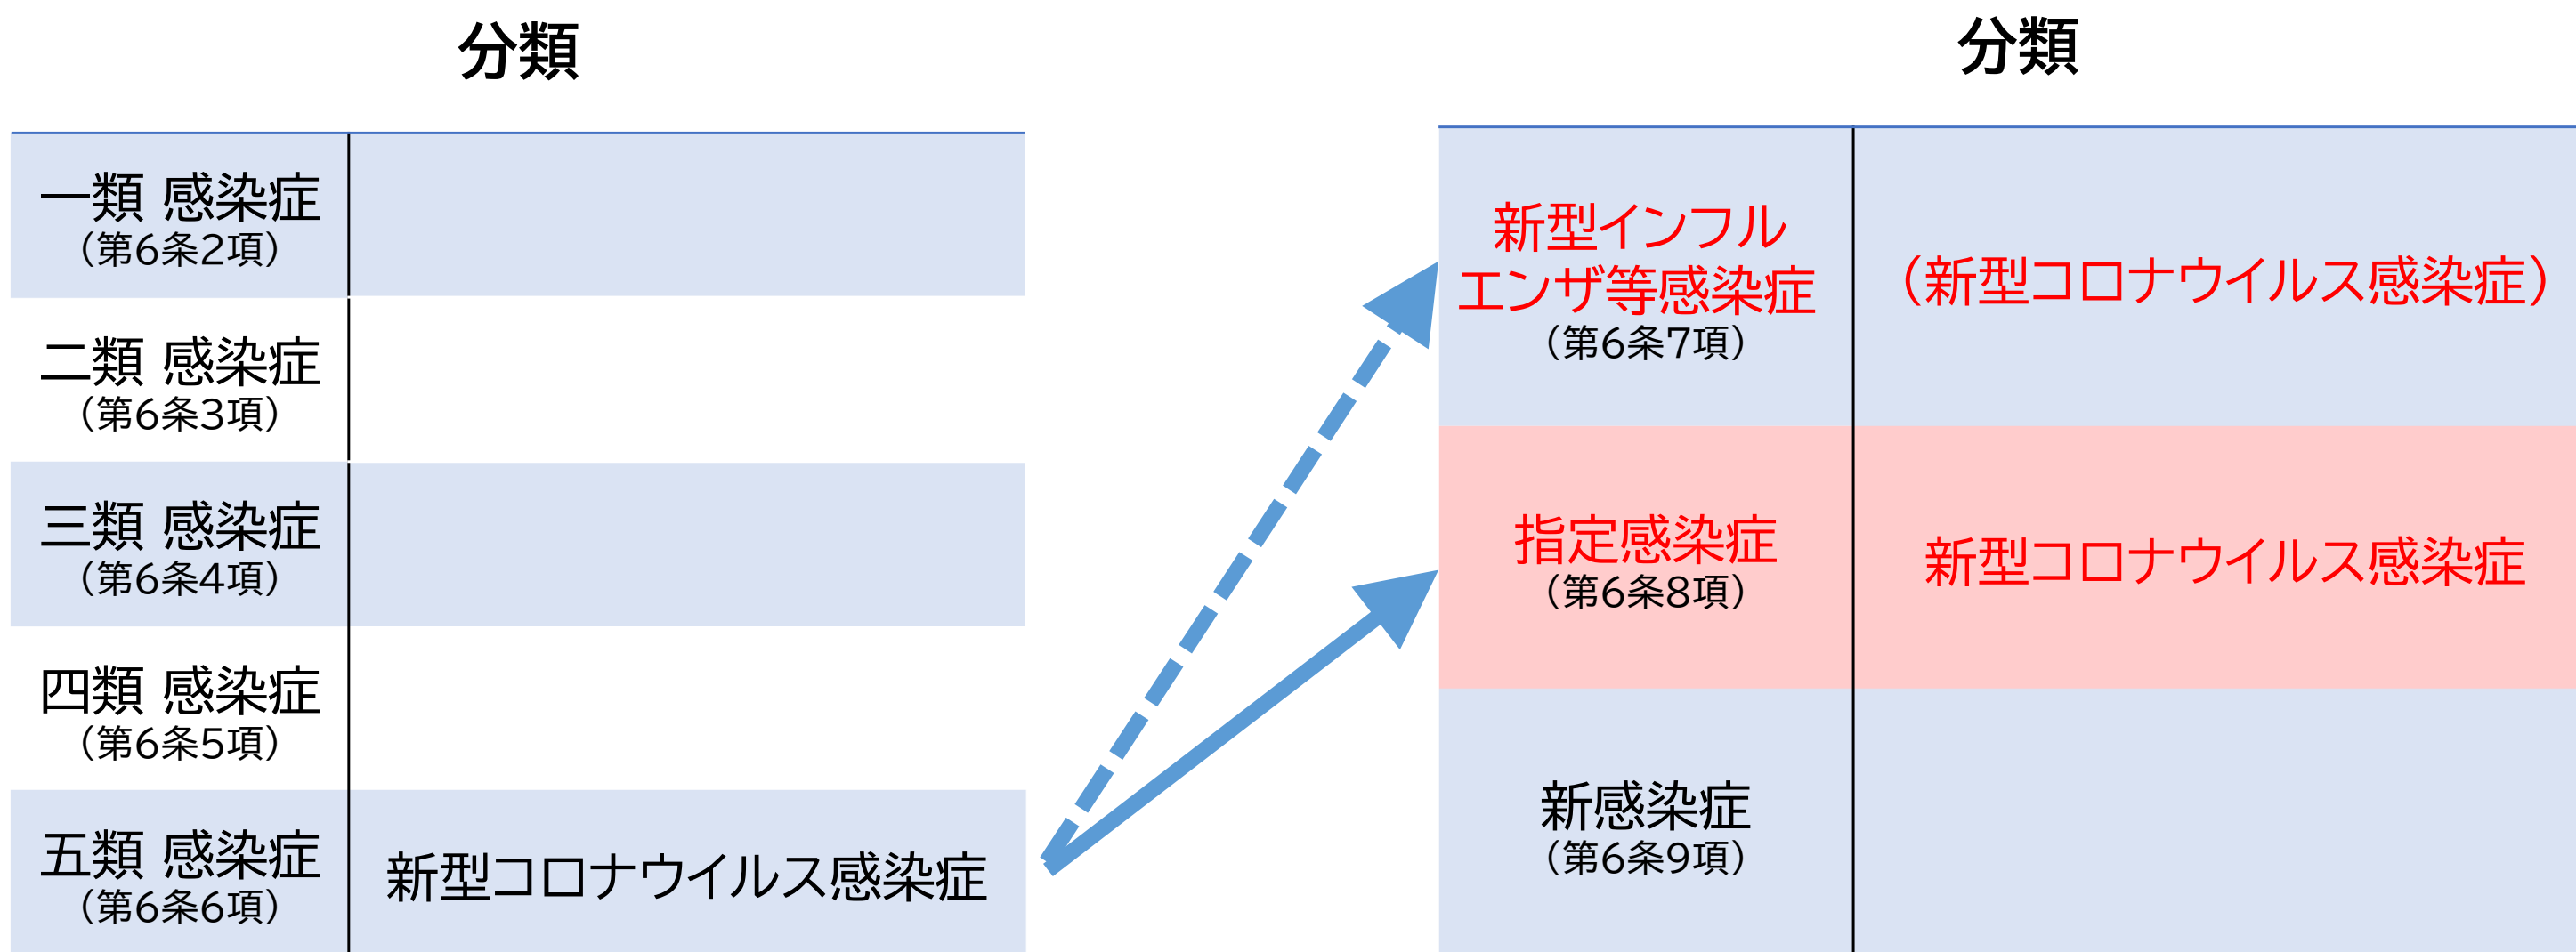 分類
一類 感染症
（第6条2項）
二類 感染症
（第6条3項）
三類 感染症
（第6条4項）
四類 感染症
（第6条5項）
五類 感染症
（第6条6項）
新型コロナウイルス感染症
分類
新型インフル
エンザ等感染症
（第6条7項）
（新型コロナウイルス感染症）
指定感染症
（第6条8項）
新型コロナウイルス感染症
新感染症
（第6条9項）